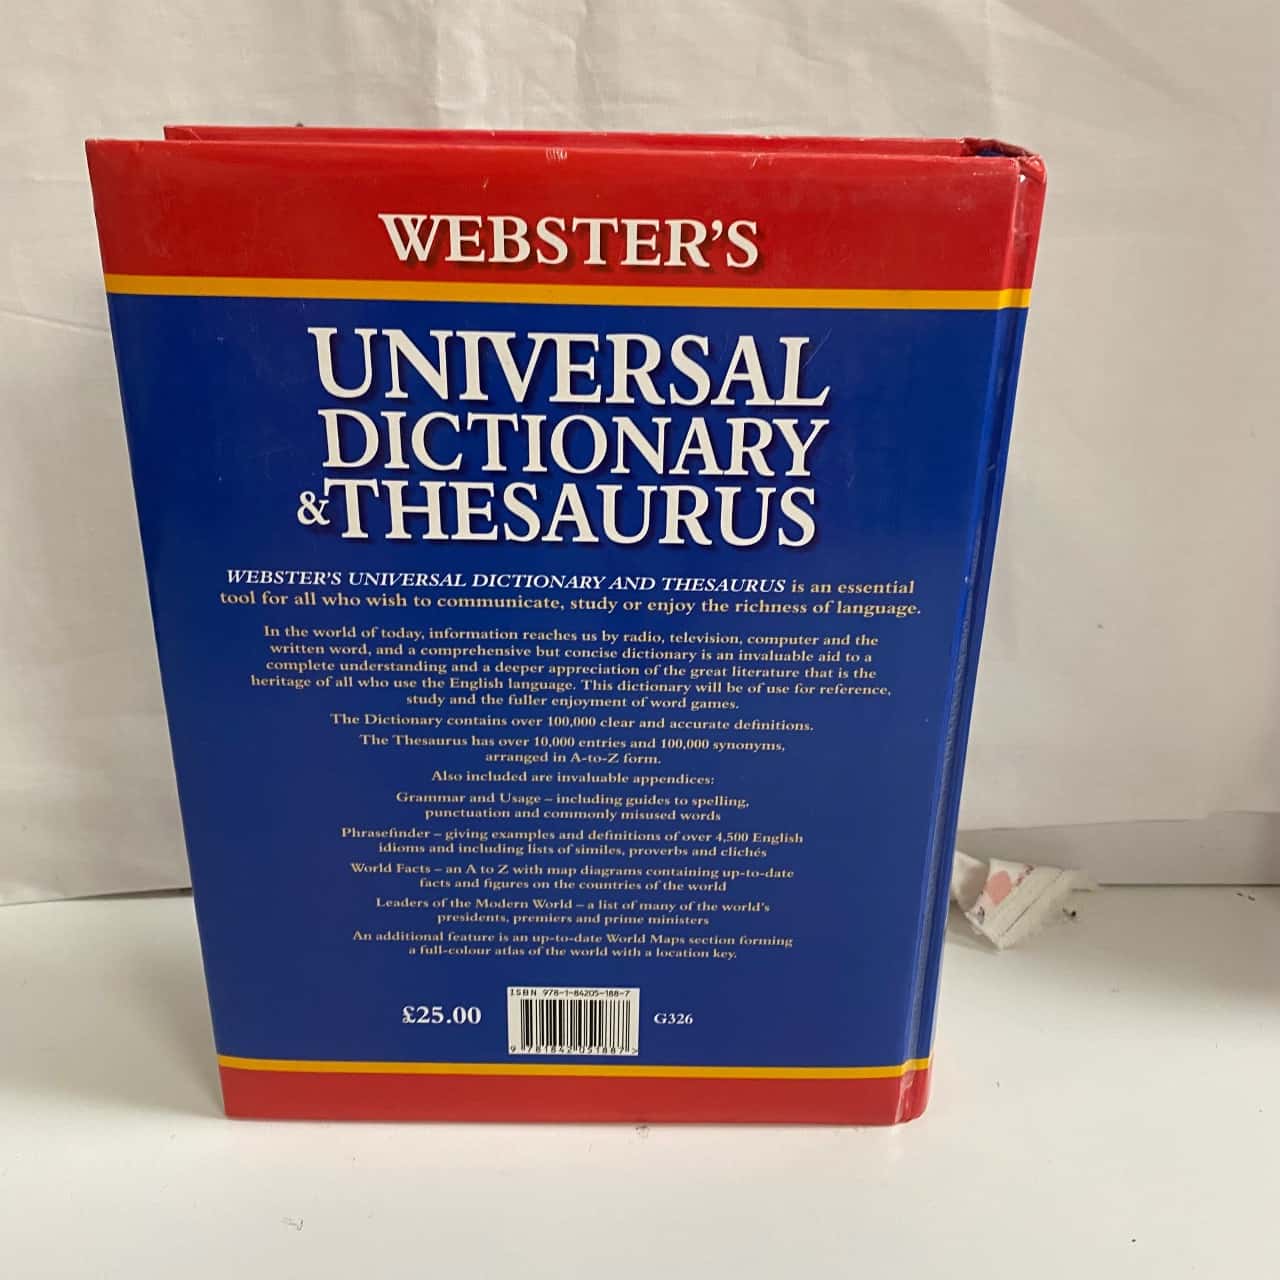 WEBSTER'S
UNIVERSAL
DICTIONARY
&THESAURUS
WEBSTER'S UNIVERSAL DICTIONARY AND THESAURUS is an essential
tool for all who wish to communicate, study or enjoy the richness of language.
In the world of today, information reaches us by radio, television, computer and the
written word, and a comprehensive but concise dictionary is an invaluable aid to a
complete understanding and a deeper appreciation of the great literature that is the
heritage of all who use the English language. This dictionary will be of use for reference,
study and the fuller enjoyment of word games.
The Dictionary contains over 100,000 clear and accurate definitions.
The Thesaurus has over 10,000 entries and 100,000 synonyms,
arranged in A-to-Z form.
Also included are invaluable appendices:
Grammar and Usage – including guides to spelling,
punctuation and commonly misused words
Phrasefinder – giving examples and definitions of over 4,500 English
idioms and including lists of similes, proverbs and clichés
World Facts – an A to Z with map diagrams containing up-to-date
facts and figures on the countries of the world
Leaders of the Modern World – a list of many of the world's
presidents, premiers and prime ministers
An additional feature is an up-to-date World Maps section forming
a full-colour atlas of the world with a location key.
ISBN 978-1-84205-188-7
£25.00
G326
9 781842 051887 >